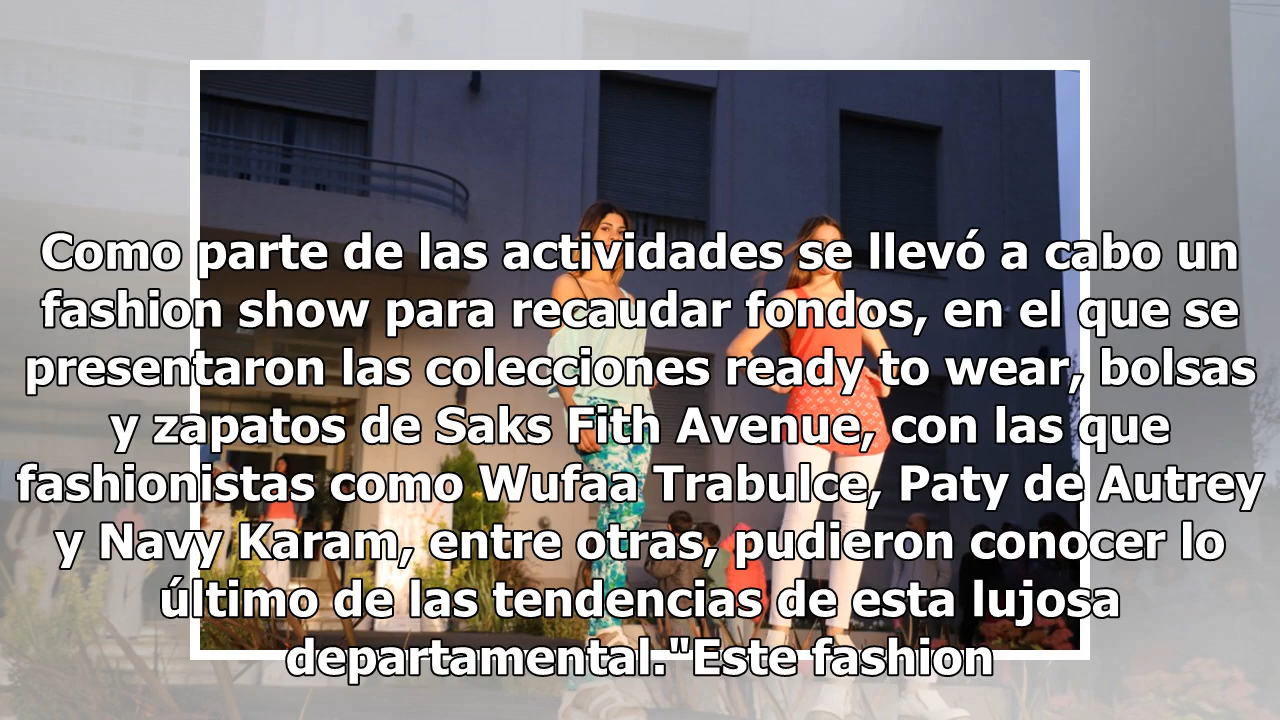 Como parte de las actividades se llevó a cabo un
fashion show para recaudar fondos, en el que se
presentaron las colecciones ready to wear, bolsas
y zapatos de Saks Fith Avenue, con las que
fashionistas como Wufaa Trabulce, Paty de Autrey
y Navy Karam, entre otras, pudieron conocer lo
último de las tendencias de esta lujosa
departamental."Este fashion